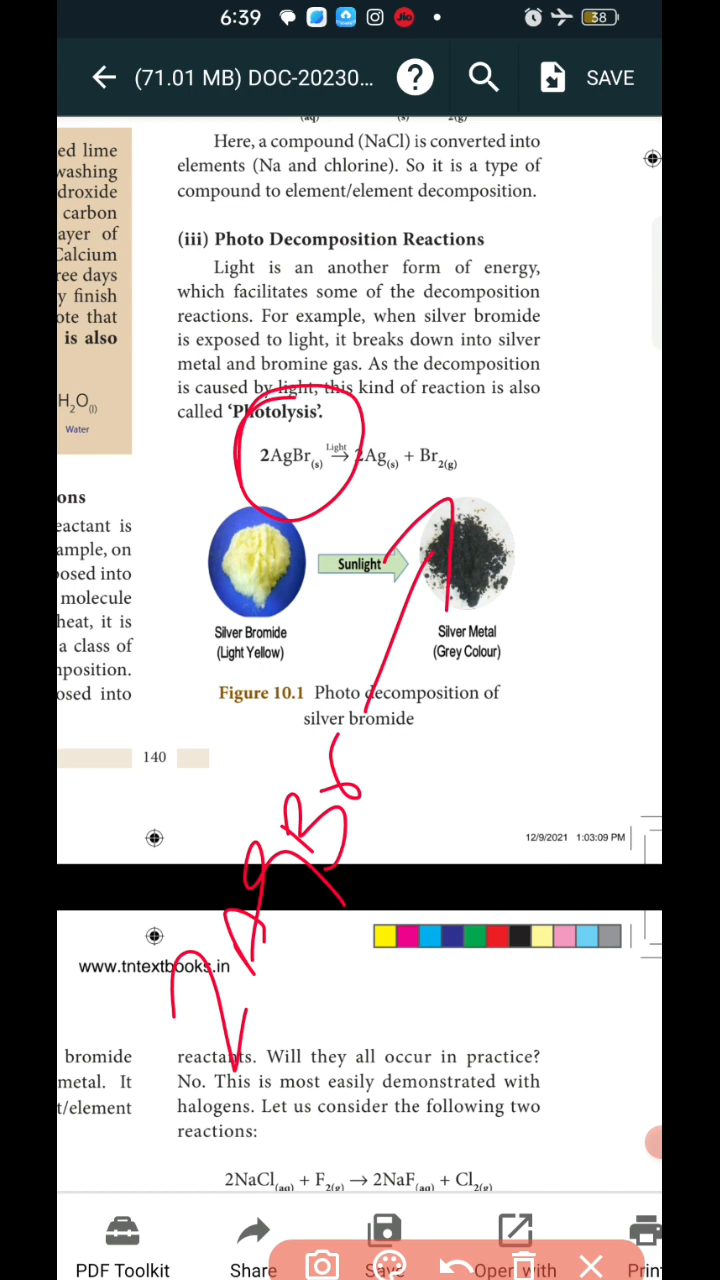 6:39
Jio
38
(71.01 MB) DOC-20230...
?
SAVE
ed lime
washing
droxide
carbon
ayer of
Calcium
ree days
y finish
ote that
is also
H₂O(l)
Water
ons
eactant is
ample, on
posed into
molecule
heat, it is
a class of
nposition.
osed into
(aq) (s) 2(g)
Here, a compound (NaCl) is converted into
elements (Na and chlorine). So it is a type of
compound to element/element decomposition.
(iii) Photo Decomposition Reactions
Light is an another form of energy,
which facilitates some of the decomposition
reactions. For example, when silver bromide
is exposed to light, it breaks down into silver
metal and bromine gas. As the decomposition
is caused by light, this kind of reaction is also
called ‘Photolysis’.
2AgBr(s) Light → 2Ag(s) + Br2(g)
Sunlight
Silver Bromide
(Light Yellow)
Silver Metal
(Grey Colour)
Figure 10.1 Photo decomposition of
silver bromide
140
2AgBr
12/9/2021 1:03:09 PM
www.tntextbooks.in
bromide
metal. It
t/element
reactants. Will they all occur in practice?
No. This is most easily demonstrated with
halogens. Let us consider the following two
reactions:
2NaCl(aq) + F2(g) → 2NaF(aq) + Cl2(g)
PDF Toolkit
Share
Save
Open with
Prin